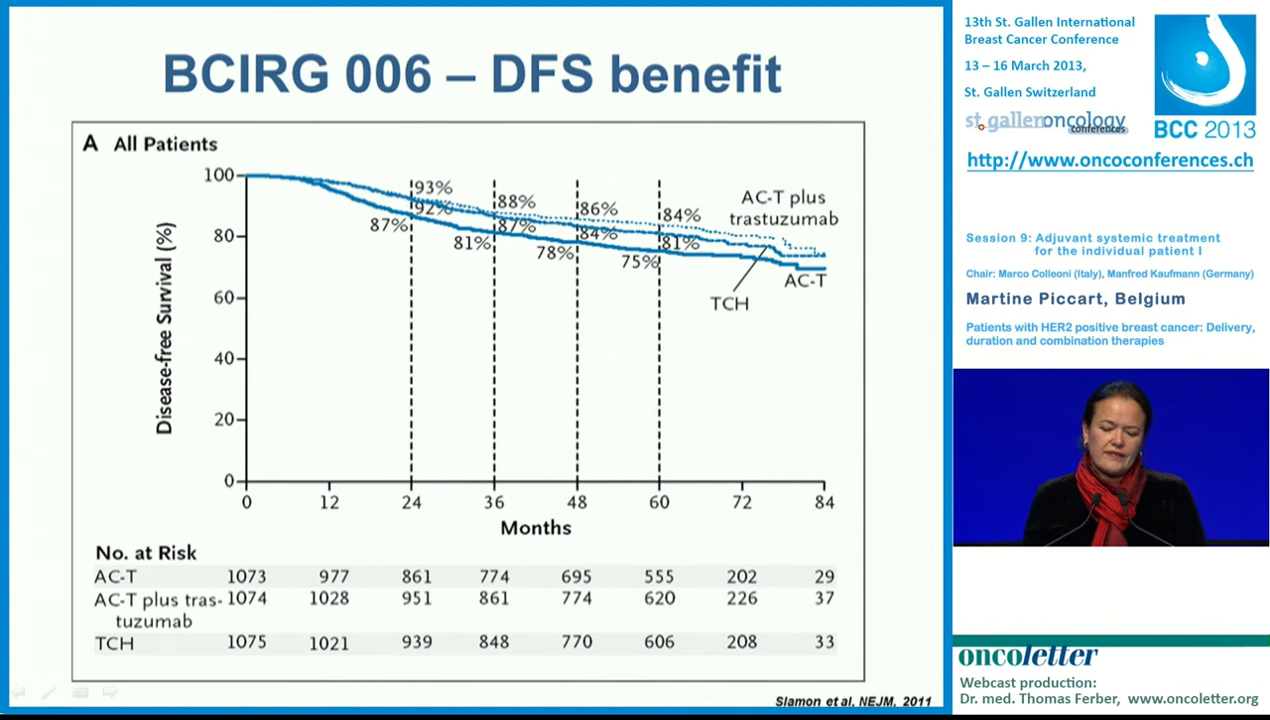 BCIRG 006 – DFS benefit
A All Patients
100
80
60
40
20
0
Disease-free Survival (%)
93%
92%
87%
88%
87%
81%
86%
84%
78%
84%
81%
75%
AC-T plus
trastuzumab
TCH
AC-T
0 12 24 36 48 60 72 84
Months
No. at Risk
AC-T 1073 977 861 774 695 555 202 29
AC-T plus tras- 1074 1028 951 861 774 620 226 37
tuzumab
TCH 1075 1021 939 848 770 606 208 33
Slamon et al, NEJM, 2011
13th St. Gallen International
Breast Cancer Conference
13 – 16 March 2013,
St. Gallen Switzerland
st.gallenoncology
conferences
BCC 2013
http://www.oncoconferences.ch
Session 9: Adjuvant systemic treatment
for the individual patient I
Chair: Marco Colleoni (Italy), Manfred Kaufmann (Germany)
Martine Piccart, Belgium
Patients with HER2 positive breast cancer: Delivery,
duration and combination therapies
oncoletter
Webcast production:
Dr. med. Thomas Ferber, www.oncoletter.org